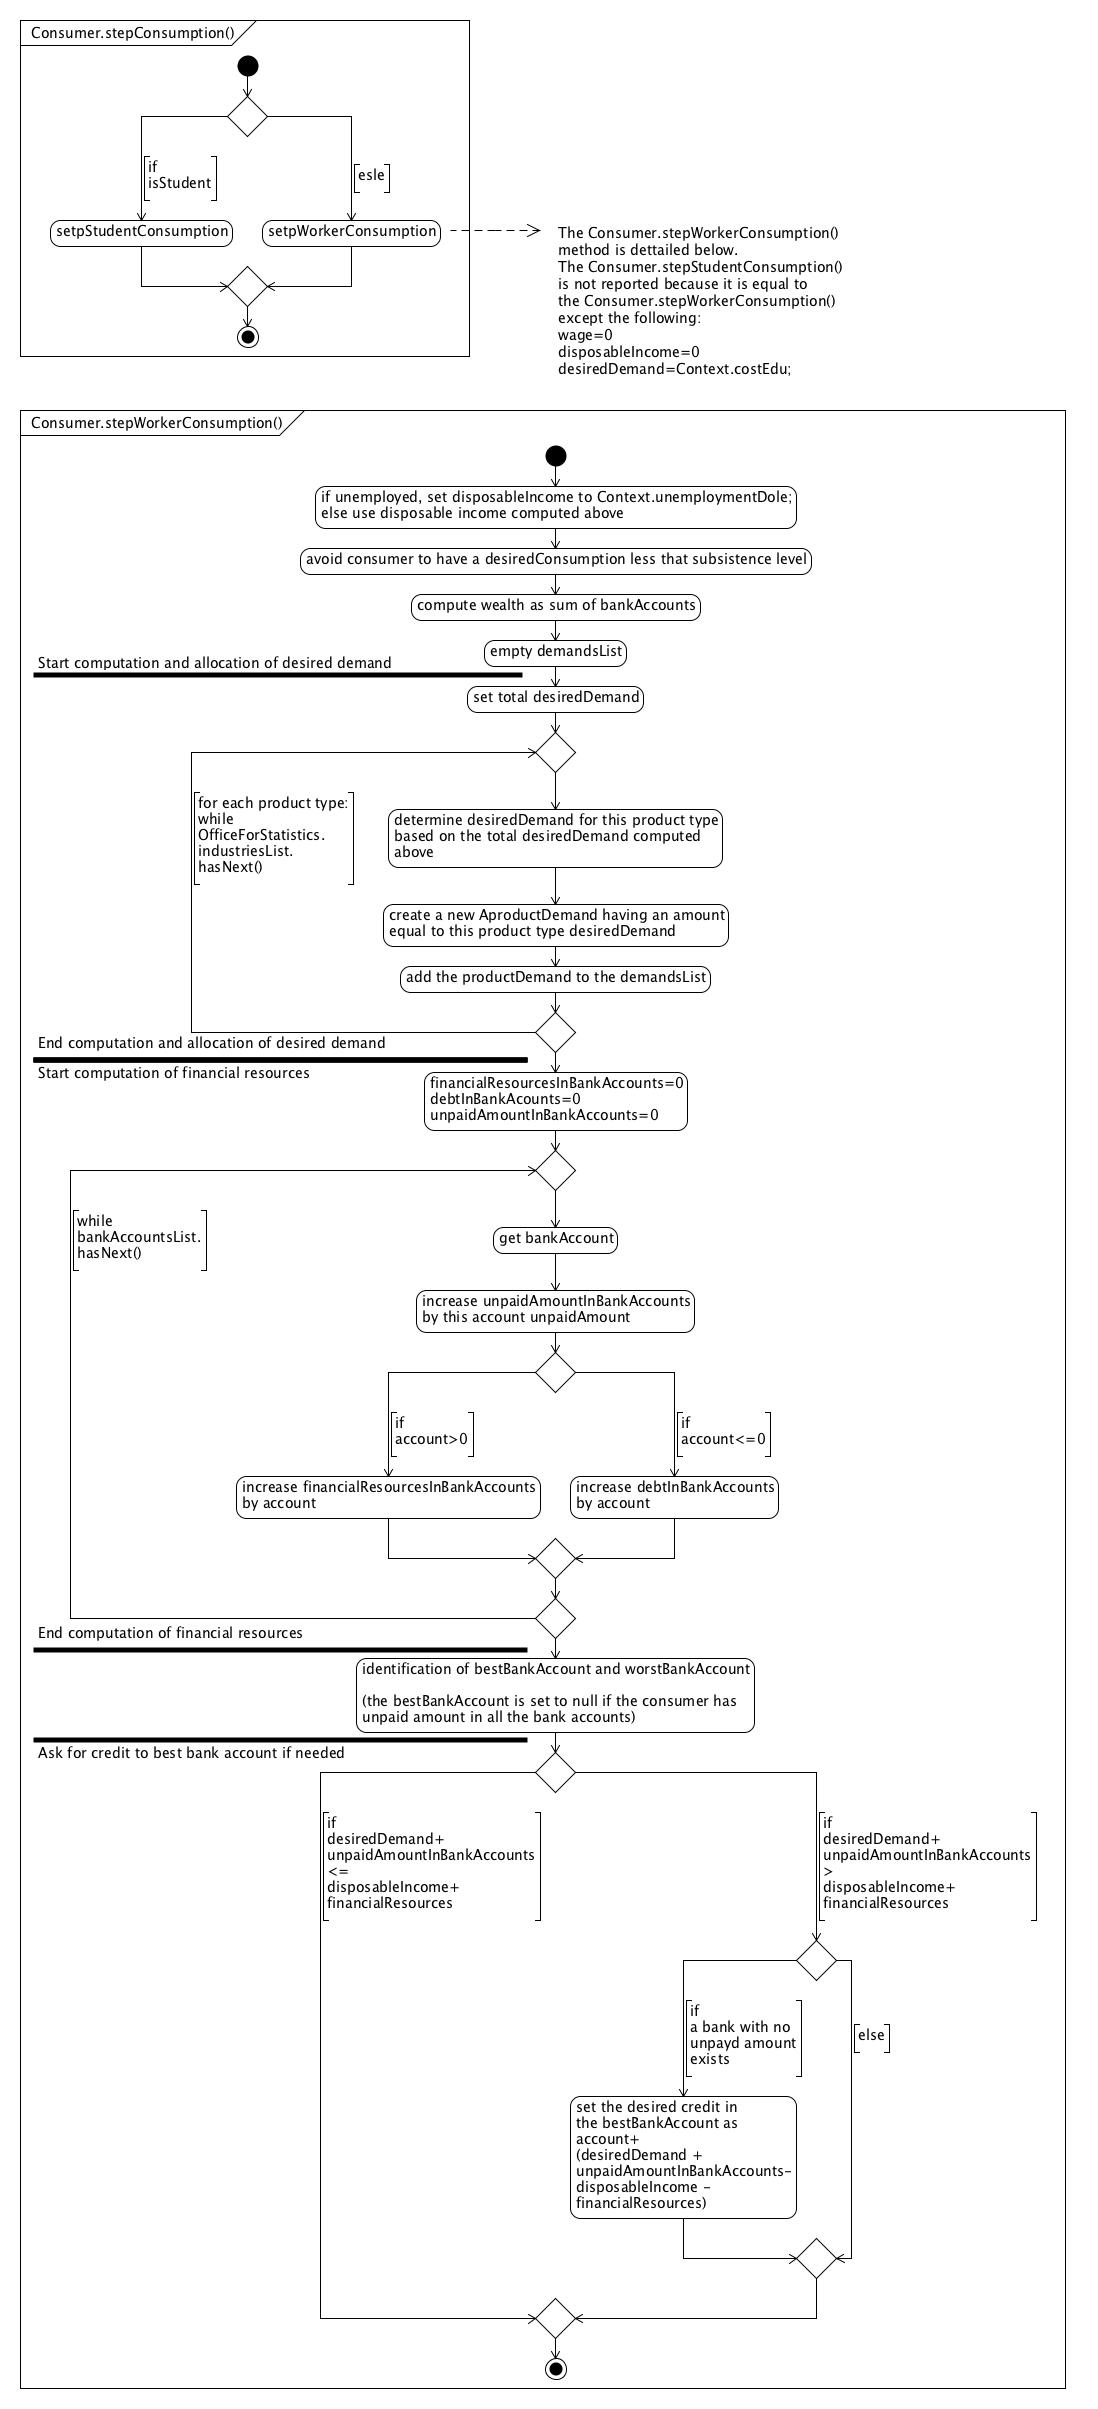 Consumer.stepConsumption()
if
isStudent
esle
setpStudentConsumption
setpWorkerConsumption
The Consumer.stepWorkerConsumption()
method is dettailed below.
The Consumer.stepStudentConsumption()
is not reported because it is equal to
the Consumer.stepWorkerConsumption()
except the following:
wage=0
disposableIncome=0
desiredDemand=Context.costEdu;
Consumer.stepWorkerConsumption()
if unemployed, set disposableIncome to Context.unemploymentDole;
else use disposable income computed above
avoid consumer to have a desiredConsumption less that subsistence level
compute wealth as sum of bankAccounts
empty demandsList
Start computation and allocation of desired demand
set total desiredDemand
for each product type:
while
OfficeForStatistics.
industriesList.
hasNext()
determine desiredDemand for this product type
based on the total desiredDemand computed
above
create a new AproductDemand having an amount
equal to this product type desiredDemand
add the productDemand to the demandsList
End computation and allocation of desired demand
Start computation of financial resources
financialResourcesInBankAccounts=0
debtInBankAcounts=0
unpaidAmountInBankAccounts=0
while
bankAccountsList.
hasNext()
get bankAccount
increase unpaidAmountInBankAccounts
by this account unpaidAmount
if
account>0
if
account<=0
increase financialResourcesInBankAccounts
by account
increase debtInBankAccounts
by account
End computation of financial resources
identification of bestBankAccount and worstBankAccount
(the bestBankAccount is set to null if the consumer has
unpaid amount in all the bank accounts)
Ask for credit to best bank account if needed
if
desiredDemand+
unpaidAmountInBankAccounts
<=
disposableIncome+
financialResources
if
desiredDemand+
unpaidAmountInBankAccounts
>
disposableIncome+
financialResources
if
a bank with no
unpayd amount
exists
else
set the desired credit in
the bestBankAccount as
account+
(desiredDemand +
unpaidAmountInBankAccounts-
disposableIncome -
financialResources)